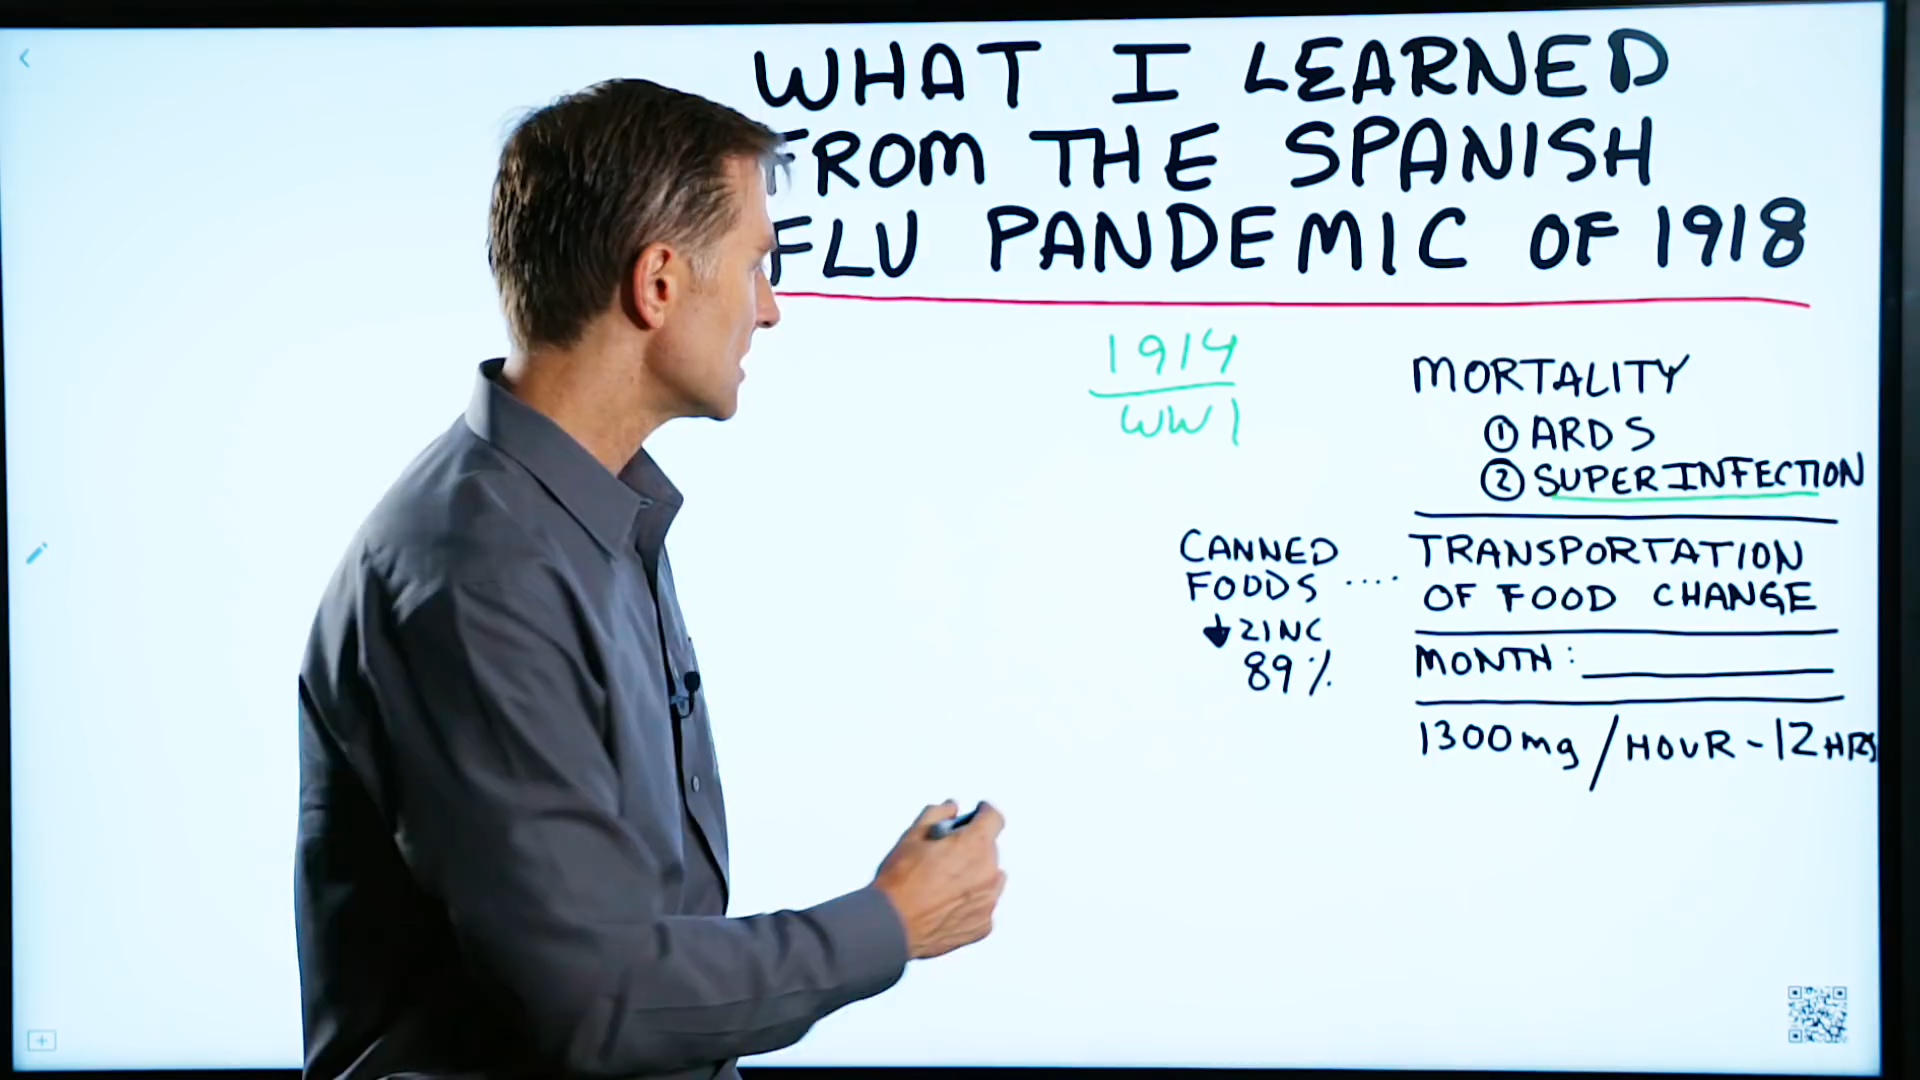 WHAT I LEARNED
FROM THE SPANISH
FLU PANDEMIC OF 1918
1914
WW1
MORTALITY
① ARDS
② SUPERINFECTION
CANNED
FOODS ....
↓ ZINC
89%
TRANSPORTATION
OF FOOD CHANGE
MONTH: ________
1300mg/HOUR - 12HRS